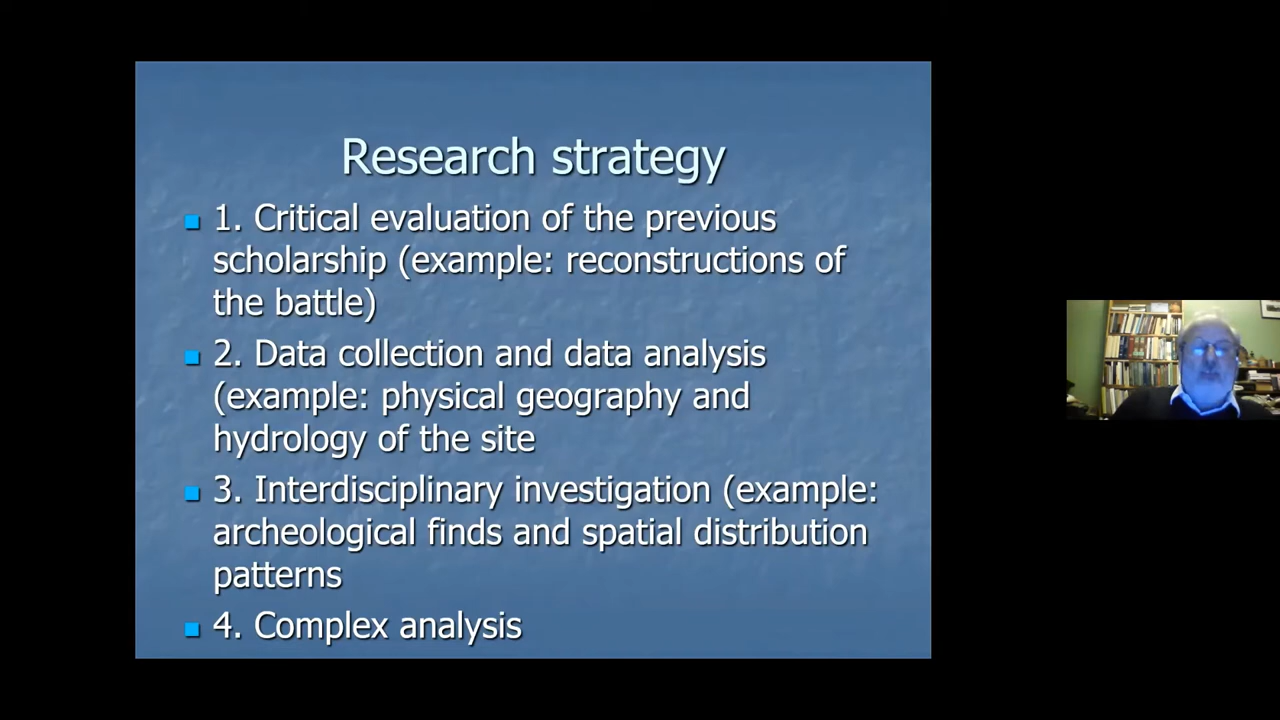 Research strategy
1. Critical evaluation of the previous
scholarship (example: reconstructions of
the battle)
2. Data collection and data analysis
(example: physical geography and
hydrology of the site
3. Interdisciplinary investigation (example:
archeological finds and spatial distribution
patterns
4. Complex analysis